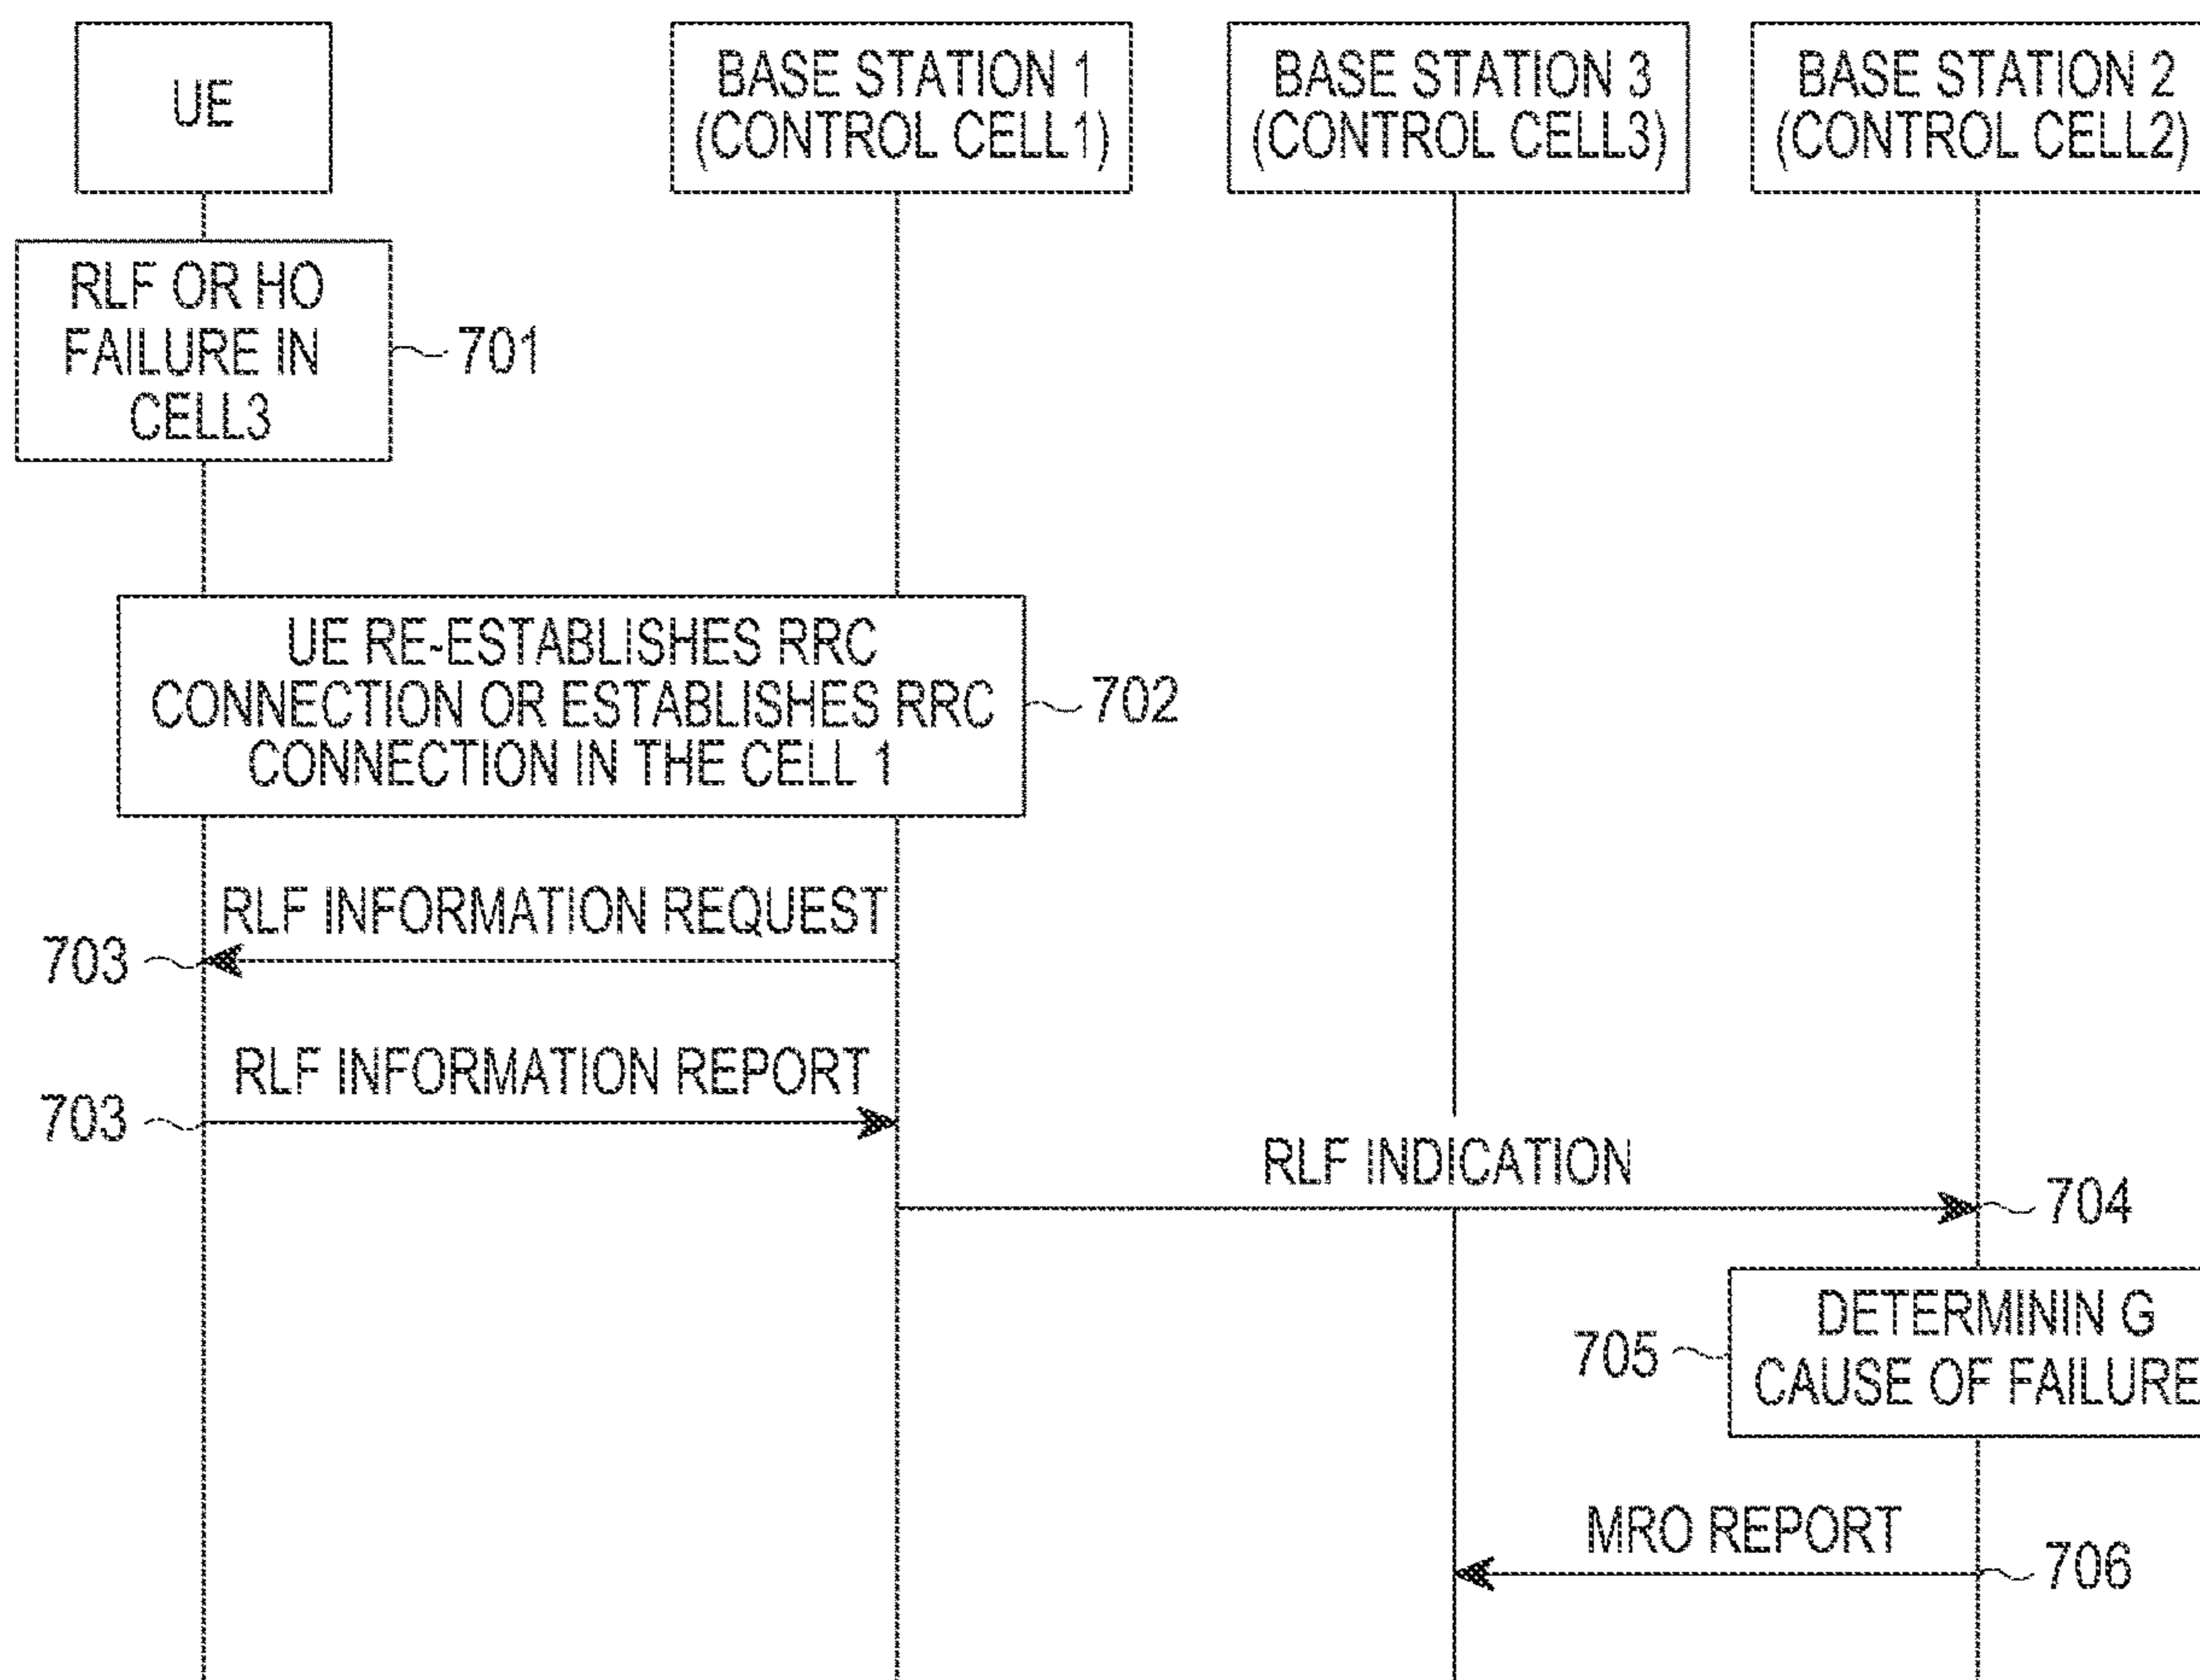 UE
BASE STATION 1
(CONTROL CELL1)
BASE STATION 3
(CONTROL CELL3)
BASE STATION 2
(CONTROL CELL2)
RLF OR HO
FAILURE IN
CELL3
701
UE RE-ESTABLISHES RRC
CONNECTION OR ESTABLISHES RRC
CONNECTION IN THE CELL 1
702
RLF INFORMATION REQUEST
703
RLF INFORMATION REPORT
703
RLF INDICATION
704
DETERMININ G
CAUSE OF FAILURE
705
MRO REPORT
706